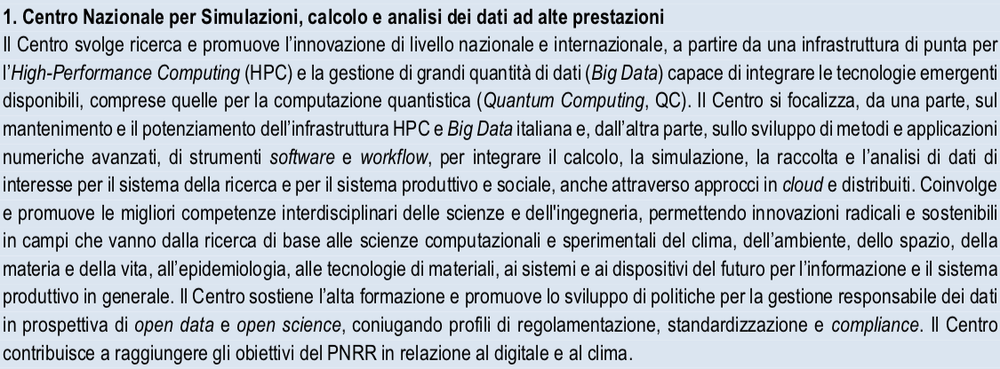 1. Centro Nazionale per Simulazioni, calcolo e analisi dei dati ad alte prestazioni
Il Centro svolge ricerca e promuove l'innovazione di livello nazionale e internazionale, a partire da una infrastruttura di punta per
l'High-Performance Computing (HPC) e la gestione di grandi quantità di dati (Big Data) capace di integrare le tecnologie emergenti
disponibili, comprese quelle per la computazione quantistica (Quantum Computing, QC). Il Centro si focalizza, da una parte, sul
mantenimento e il potenziamento dell'infrastruttura HPC e Big Data italiana e, dall'altra parte, sullo sviluppo di metodi e applicazioni
numeriche avanzati, di strumenti software e workflow, per integrare il calcolo, la simulazione, la raccolta e l'analisi di dati di
interesse per il sistema della ricerca e per il sistema produttivo e sociale, anche attraverso approcci in cloud e distribuiti. Coinvolge
e promuove le migliori competenze interdisciplinari delle scienze e dell'ingegneria, permettendo innovazioni radicali e sostenibili
in campi che vanno dalla ricerca di base alle scienze computazionali e sperimentali del clima, dell'ambiente, dello spazio, della
materia e della vita, all'epidemiologia, alle tecnologie di materiali, ai sistemi e ai dispositivi del futuro per l'informazione e il sistema
produttivo in generale. Il Centro sostiene l'alta formazione e promuove lo sviluppo di politiche per la gestione responsabile dei dati
in prospettiva di open data e open science, coniugando profili di regolamentazione, standardizzazione e compliance. Il Centro
contribuisce a raggiungere gli obiettivi del PNRR in relazione al digitale e al clima.